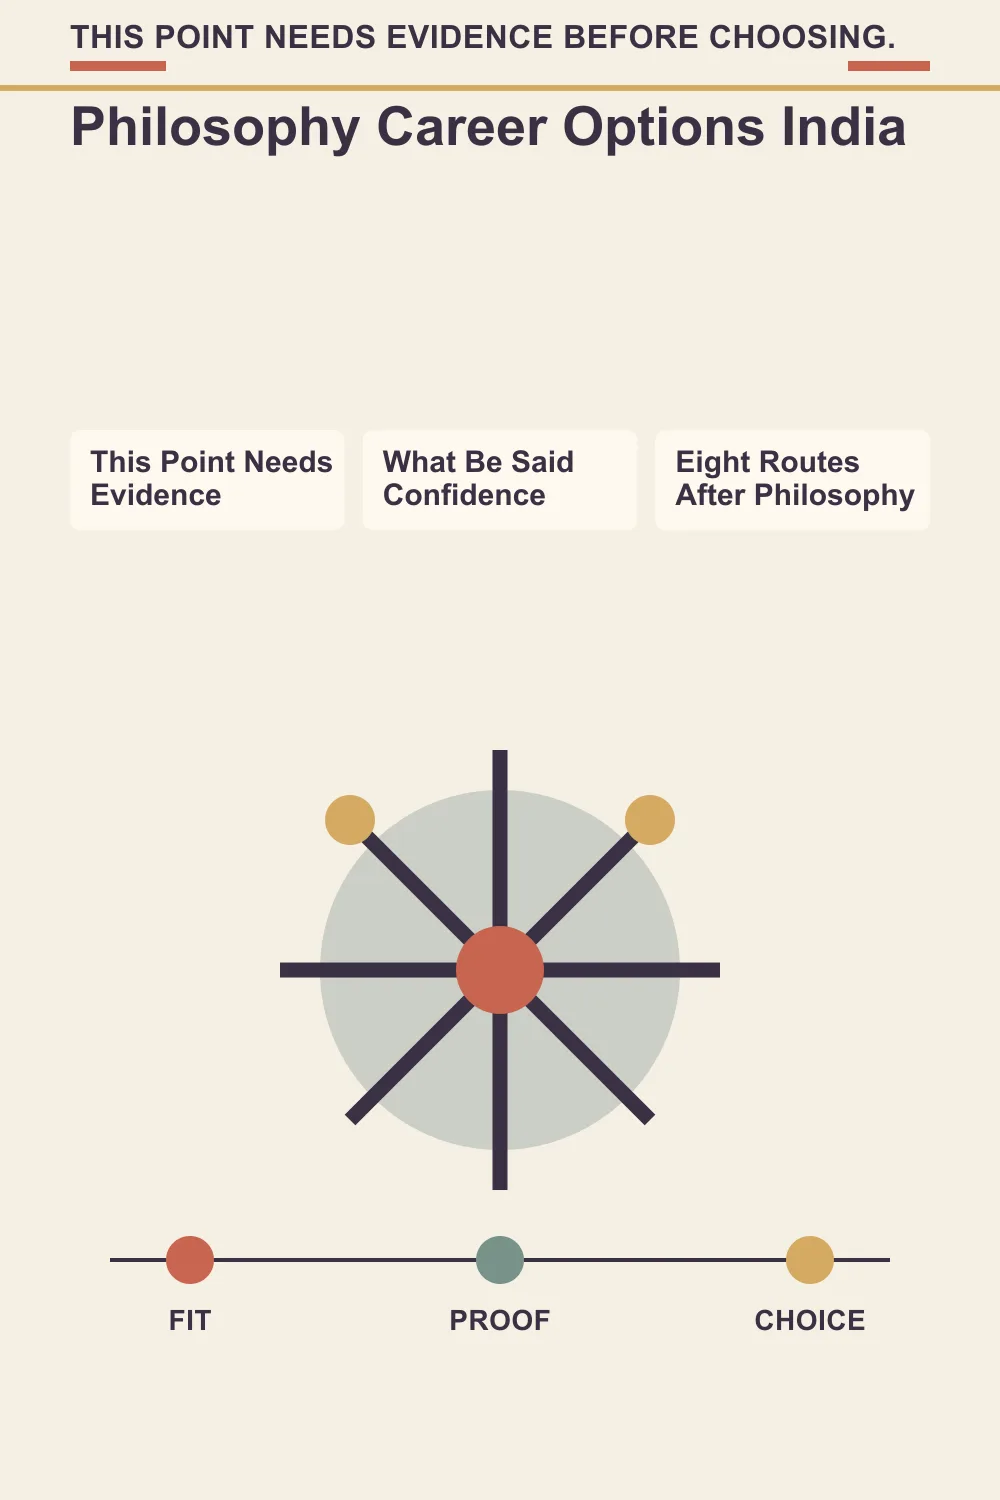 THIS POINT NEEDS EVIDENCE BEFORE CHOOSING.
Philosophy Career Options India
This Point Needs
Evidence
What Be Said
Confidence
Eight Routes
After Philosophy
FIT
PROOF
CHOICE